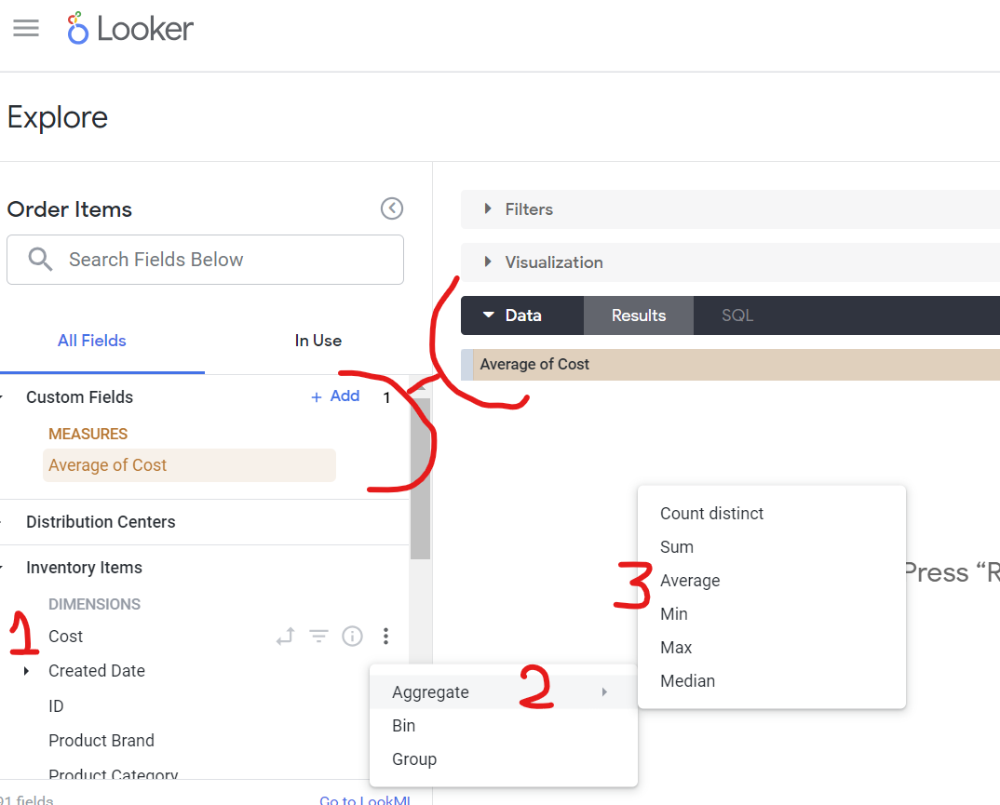 Looker
Explore
Order Items
Search Fields Below
All Fields
In Use
Custom Fields
+ Add
1
MEASURES
Average of Cost
Distribution Centers
Inventory Items
DIMENSIONS
1
Cost
Created Date
ID
Product Brand
Product Category
91 fields
Go to LookML
Filters
Visualization
Data
Results
SQL
Average of Cost
Press “R
Aggregate
2
Bin
Group
Count distinct
Sum
3
Average
Min
Max
Median